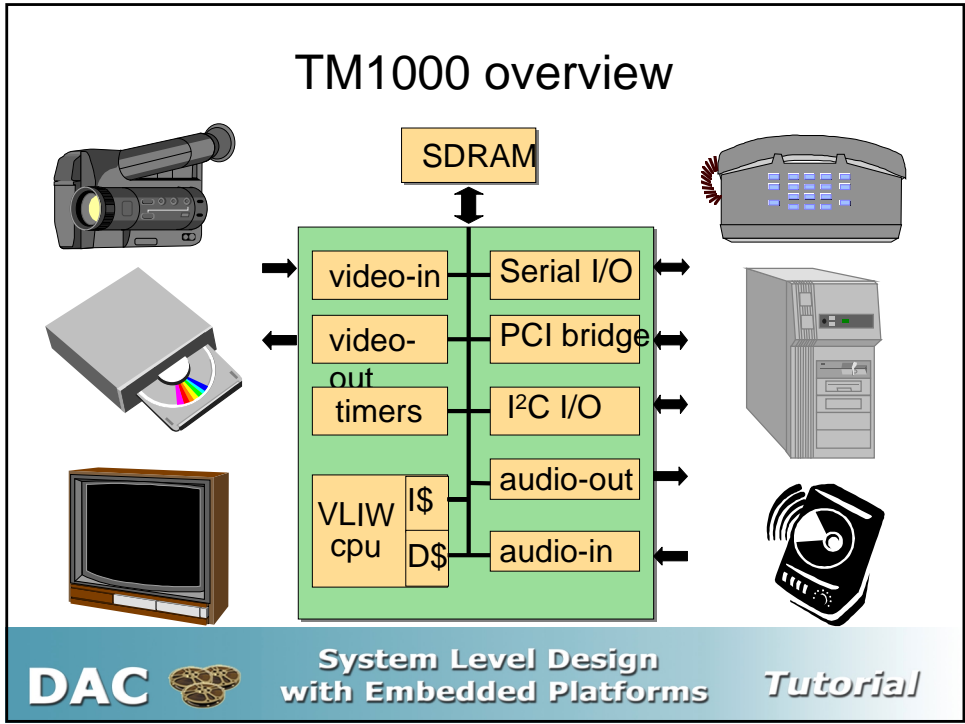 TM1000 overview
SDRAM
video-in
Serial I/O
video-
out
PCI bridge
timers
I²C I/O
VLIW
cpu
I$
D$
audio-out
audio-in
DAC
System Level Design
with Embedded Platforms
Tutorial